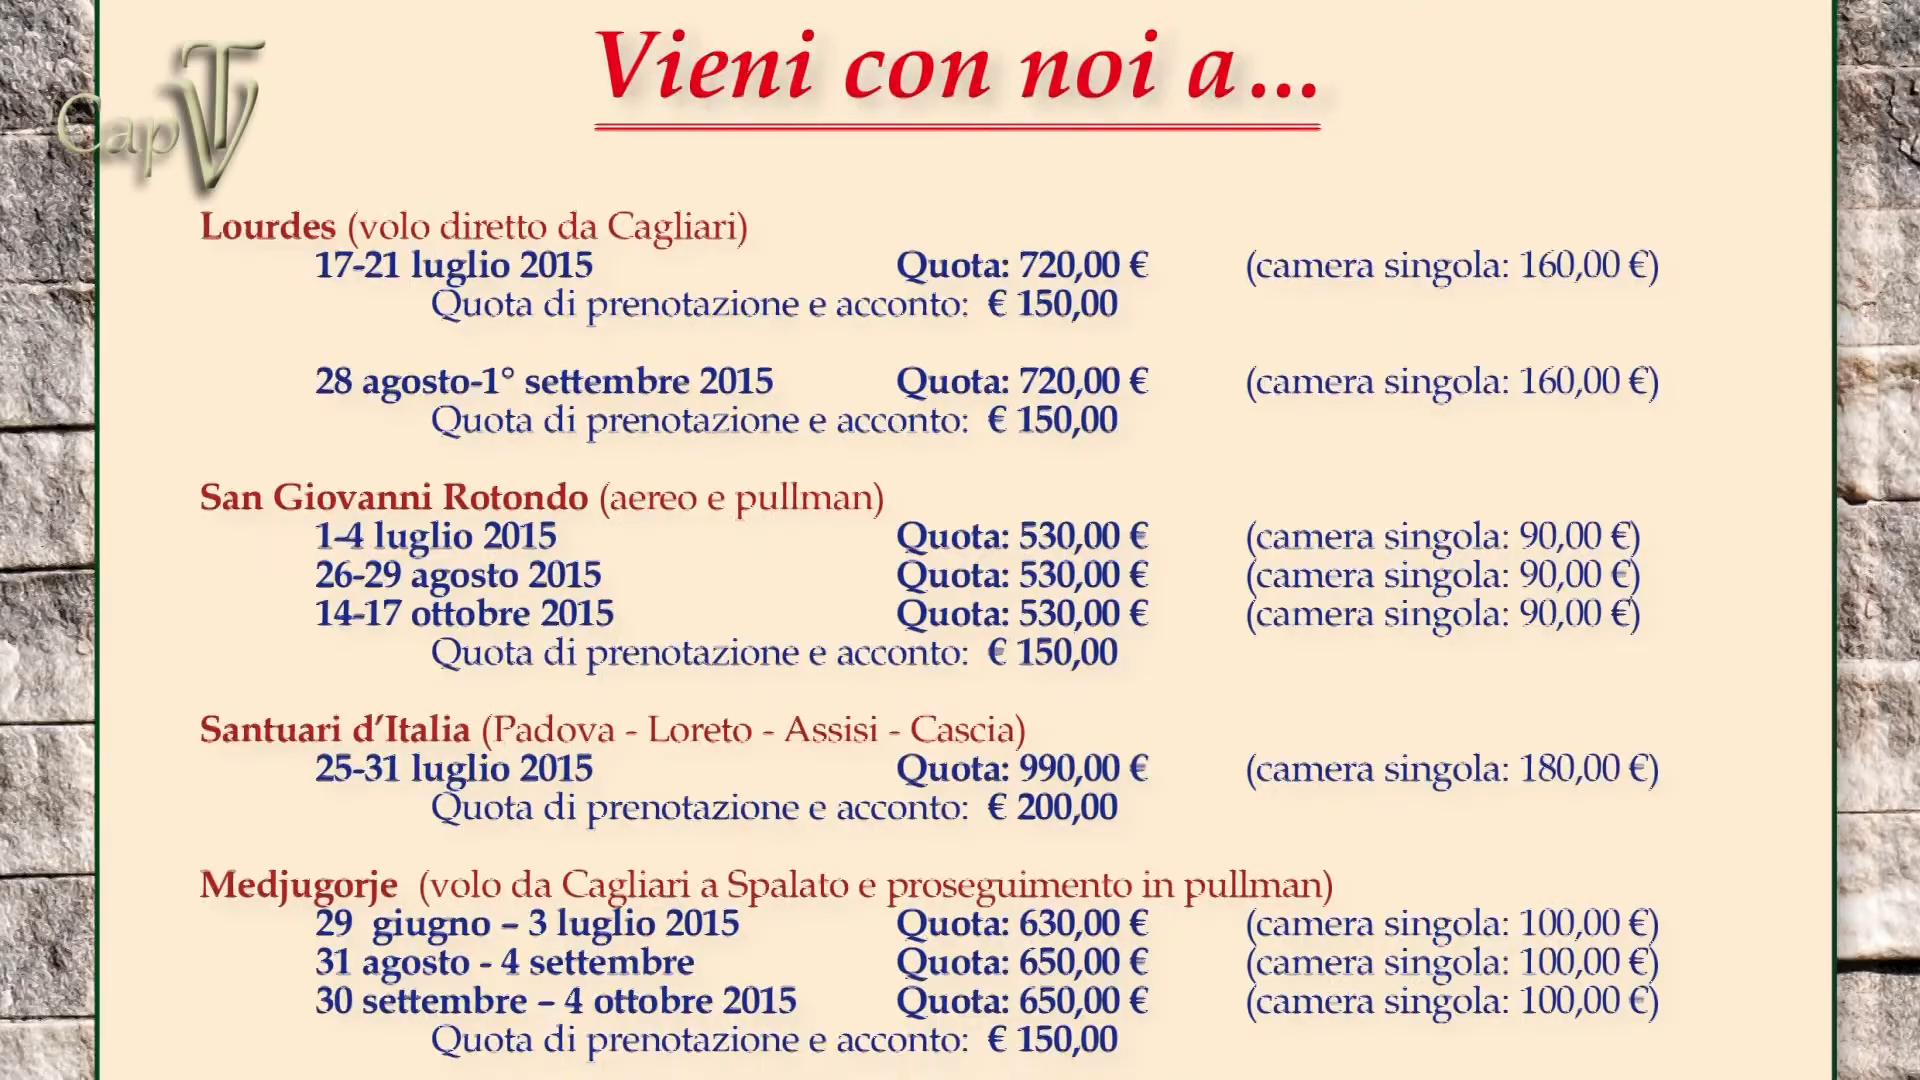 CapTV
Vieni con noi a...
Lourdes (volo diretto da Cagliari)
17-21 luglio 2015 Quota: 720,00 € (camera singola: 160,00 €)
Quota di prenotazione e acconto: € 150,00
28 agosto-1° settembre 2015 Quota: 720,00 € (camera singola: 160,00 €)
Quota di prenotazione e acconto: € 150,00
San Giovanni Rotondo (aereo e pullman)
1-4 luglio 2015 Quota: 530,00 € (camera singola: 90,00 €)
26-29 agosto 2015 Quota: 530,00 € (camera singola: 90,00 €)
14-17 ottobre 2015 Quota: 530,00 € (camera singola: 90,00 €)
Quota di prenotazione e acconto: € 150,00
Santuari d’Italia (Padova - Loreto - Assisi - Cascia)
25-31 luglio 2015 Quota: 990,00 € (camera singola: 180,00 €)
Quota di prenotazione e acconto: € 200,00
Medjugorje (volo da Cagliari a Spalato e proseguimento in pullman)
29 giugno – 3 luglio 2015 Quota: 630,00 € (camera singola: 100,00 €)
31 agosto - 4 settembre Quota: 650,00 € (camera singola: 100,00 €)
30 settembre – 4 ottobre 2015 Quota: 650,00 € (camera singola: 100,00 €)
Quota di prenotazione e acconto: € 150,00